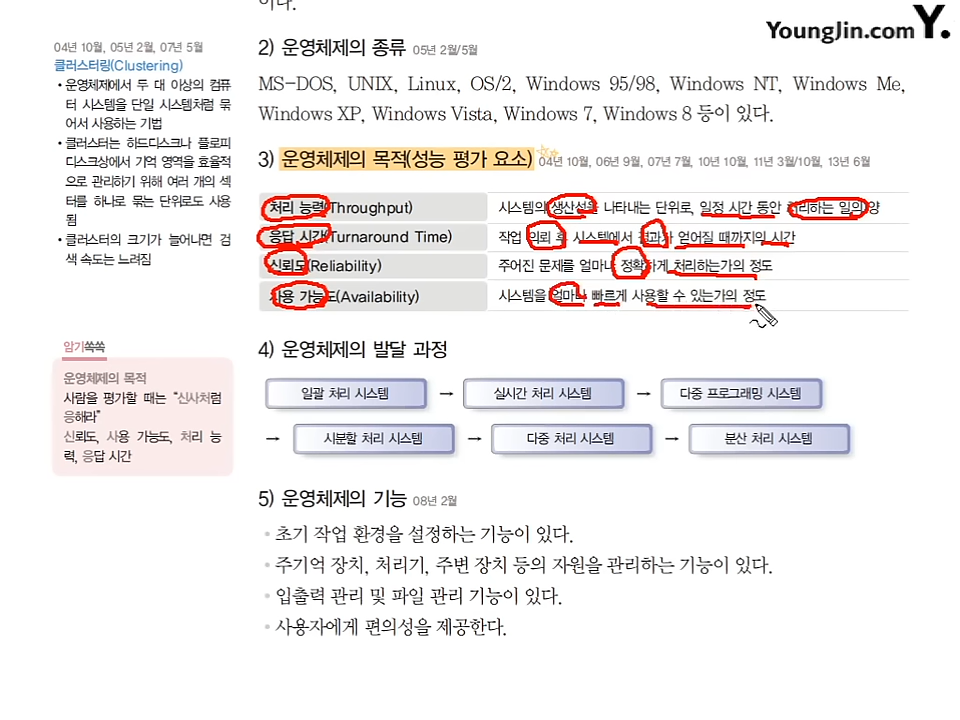 이다.
YoungJin.com Y.
04년 10월, 05년 2월, 07년 5월
클러스터링(Clustering)
• 운영체제에서 두 대 이상의 컴퓨
터 시스템을 단일 시스템처럼 묶
어서 사용하는 기법
• 클러스터는 하드디스크나 플로피
디스크상에서 기억 영역을 효율적
으로 관리하기 위해 여러 개의 섹
터를 하나로 묶는 단위로도 사용
됨
• 클러스터의 크기가 늘어나면 검
색 속도는 느려짐
암기쏙쏙
운영체제의 목적
사람을 평가할 때는 “신사처럼
응해라”
신뢰도, 사용 가능도, 처리 능
력, 응답 시간
2) 운영체제의 종류 05년 2월/5월
MS-DOS, UNIX, Linux, OS/2, Windows 95/98, Windows NT, Windows Me,
Windows XP, Windows Vista, Windows 7, Windows 8 등이 있다.
3) 운영체제의 목적(성능 평가 요소) 04년 10월, 06년 9월, 07년 7월, 10년 10월, 11년 3월/10월, 13년 6월
처리 능력(Throughput) 시스템의 생산성을 나타내는 단위로, 일정 시간 동안 처리하는 일의 양
응답 시간(Turnaround Time) 작업 의뢰 후 시스템에서 결과가 얻어질 때까지의 시간
신뢰도(Reliability) 주어진 문제를 얼마나 정확하게 처리하는가의 정도
사용 가능도(Availability) 시스템을 얼마나 빠르게 사용할 수 있는가의 정도
4) 운영체제의 발달 과정
일괄 처리 시스템 → 실시간 처리 시스템 → 다중 프로그래밍 시스템
→ 시분할 처리 시스템 → 다중 처리 시스템 → 분산 처리 시스템
5) 운영체제의 기능 08년 2월
• 초기 작업 환경을 설정하는 기능이 있다.
• 주기억 장치, 처리기, 주변 장치 등의 자원을 관리하는 기능이 있다.
• 입출력 관리 및 파일 관리 기능이 있다.
• 사용자에게 편의성을 제공한다.